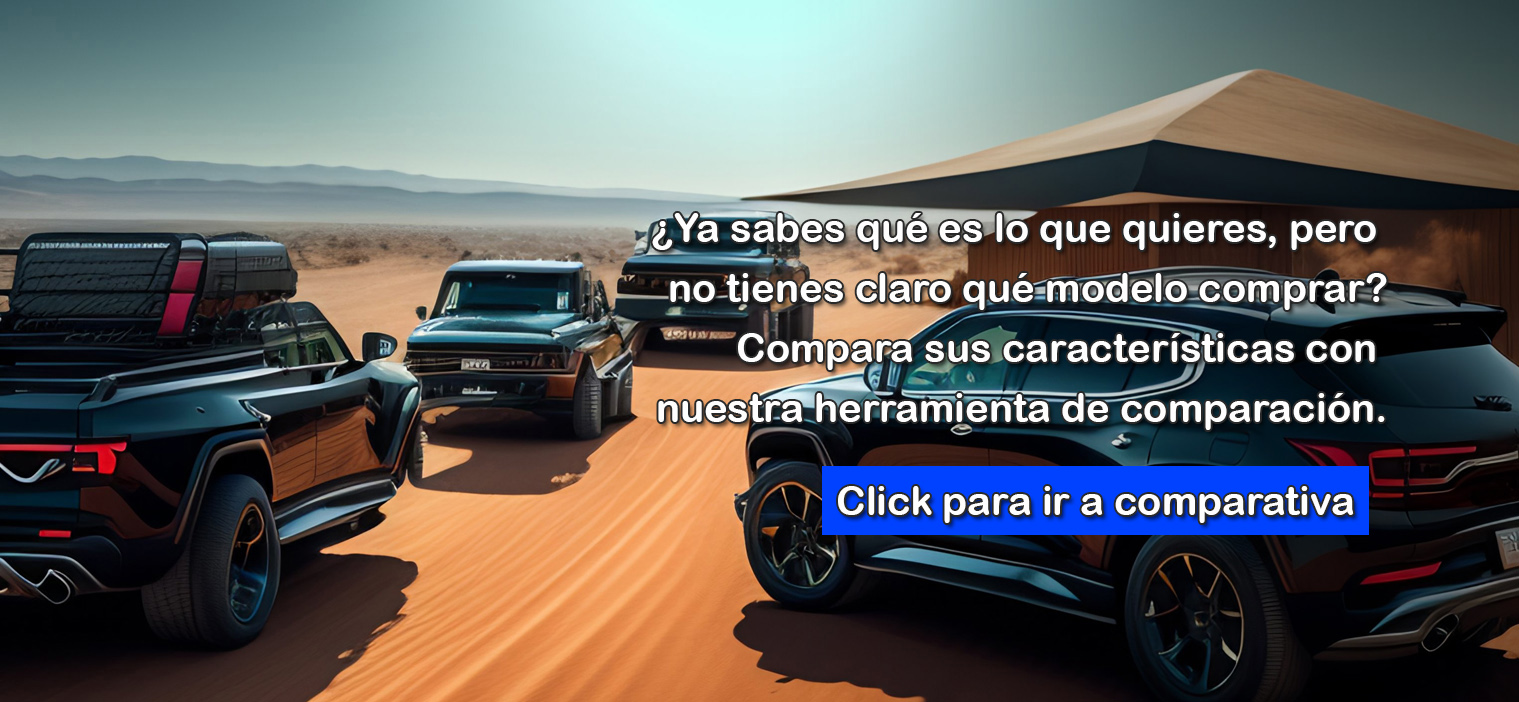 ¿Ya sabes qué es lo que quieres, pero
no tienes claro qué modelo comprar?
Compara sus características con
nuestra herramienta de comparación.
Click para ir a comparativa